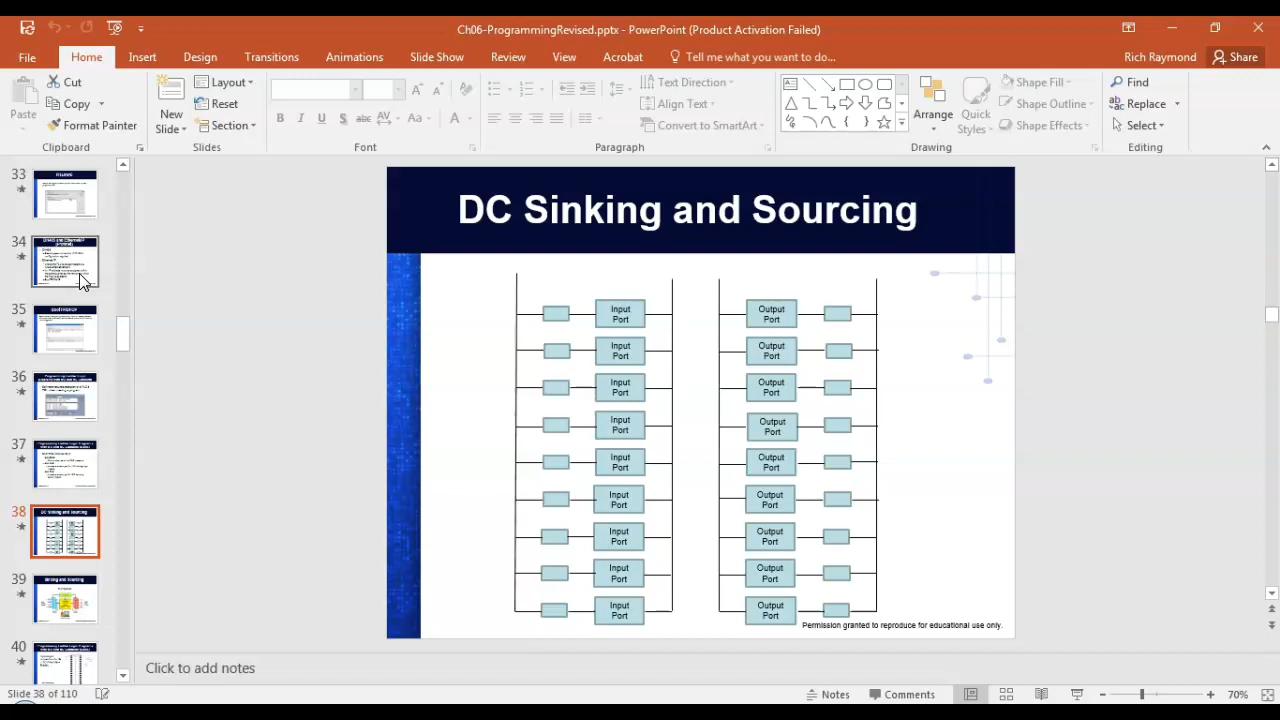 Ch06-ProgrammingRevised.pptx - PowerPoint (Product Activation Failed)
File Home Insert Design Transitions Animations Slide Show Review View Acrobat Tell me what you want to do... Rich Raymond Share
Paste
Cut
Copy
Format Painter
Clipboard
New Slide
Layout
Reset
Section
Slides
Font
Text Direction
Align Text
Convert to SmartArt
Paragraph
Arrange
Quick Styles
Shape Fill
Shape Outline
Shape Effects
Drawing
Find
Replace
Select
Editing
33
34
35
36
37
38
DC Sinking and Sourcing
39
Sinking and Sourcing
40
DC Sinking and Sourcing
Input Port Output Port
Input Port Output Port
Input Port Output Port
Input Port Output Port
Input Port Output Port
Input Port Output Port
Input Port Output Port
Input Port Output Port
Input Port Output Port
Permission granted to reproduce for educational use only.
Click to add notes
Slide 38 of 110 Notes Comments 70%